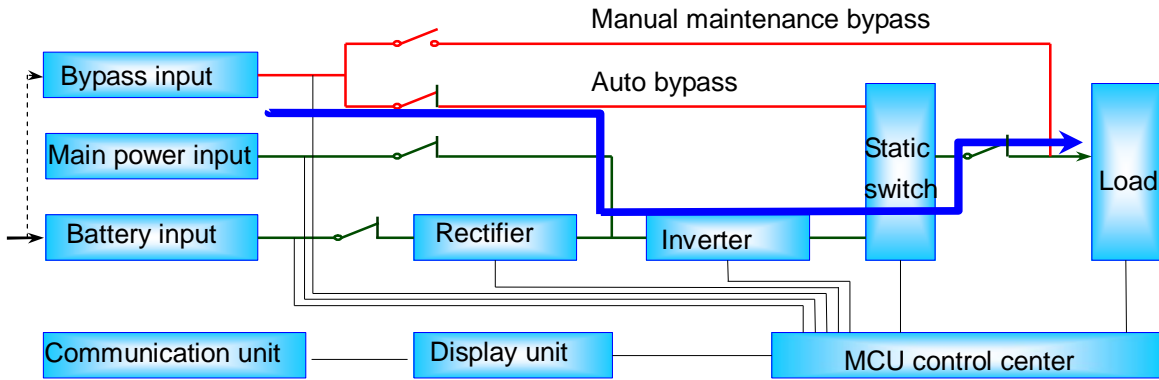 Manual maintenance bypass
Bypass input
Auto bypass
Main power input
Static
switch
Load
Battery input
Rectifier
Inverter
Communication unit
Display unit
MCU control center